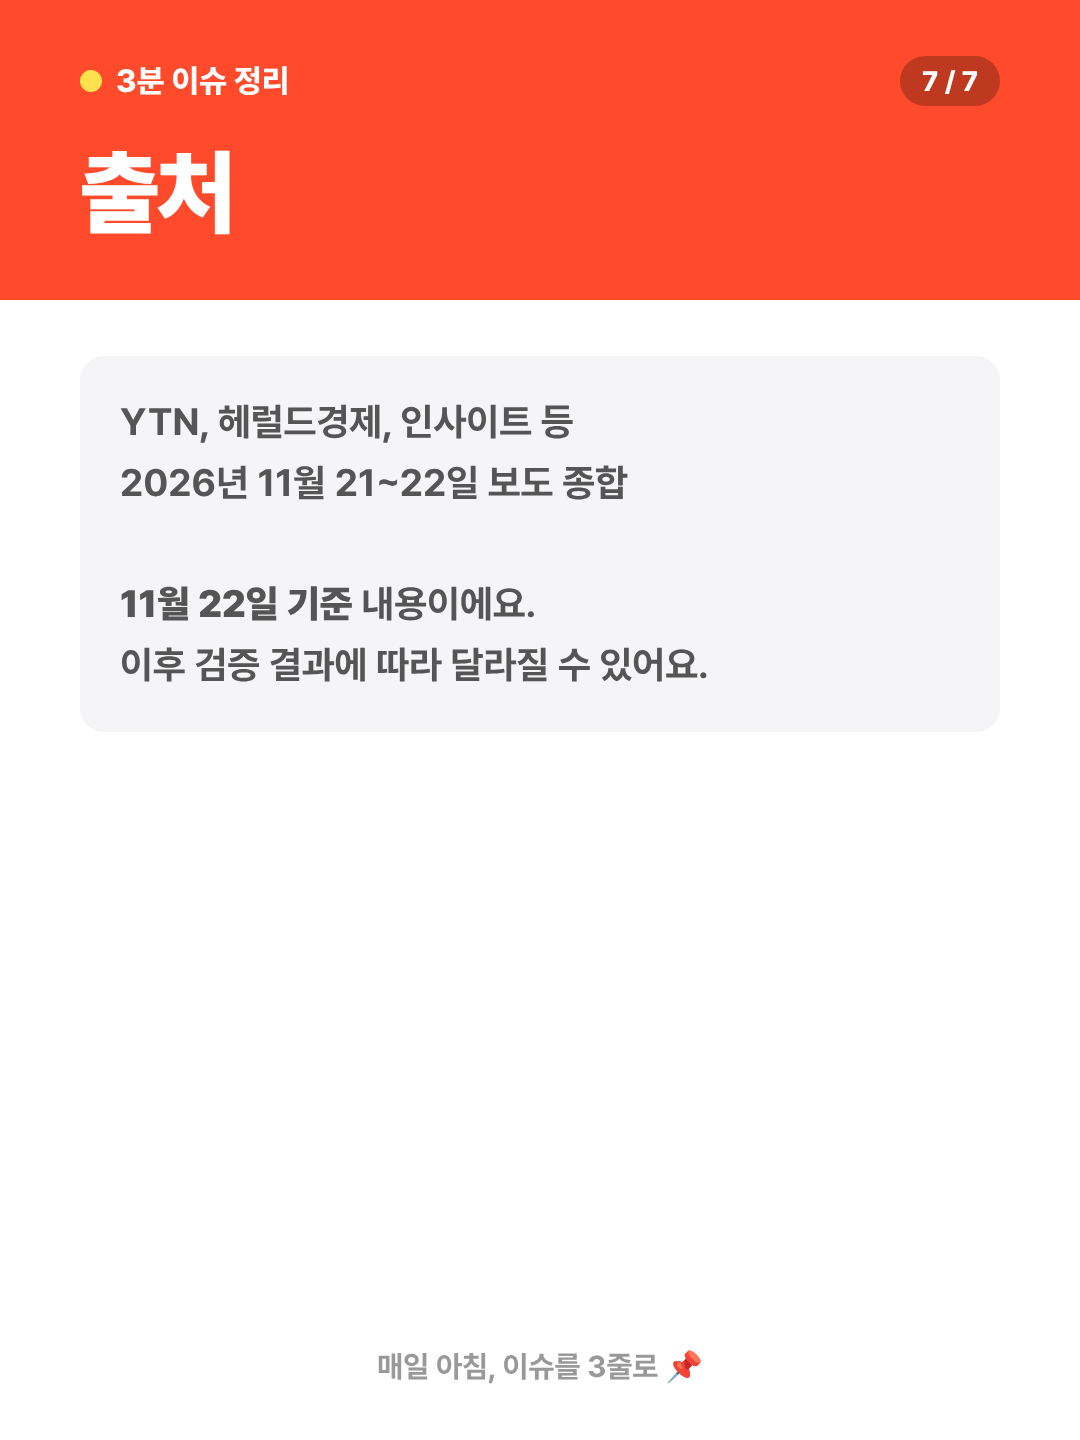 3분 이슈 정리
7 / 7
출처
YTN, 헤럴드경제, 인사이트 등
2026년 11월 21~22일 보도 종합
11월 22일 기준 내용이에요.
이후 검증 결과에 따라 달라질 수 있어요.
매일 아침, 이슈를 3줄로 📌